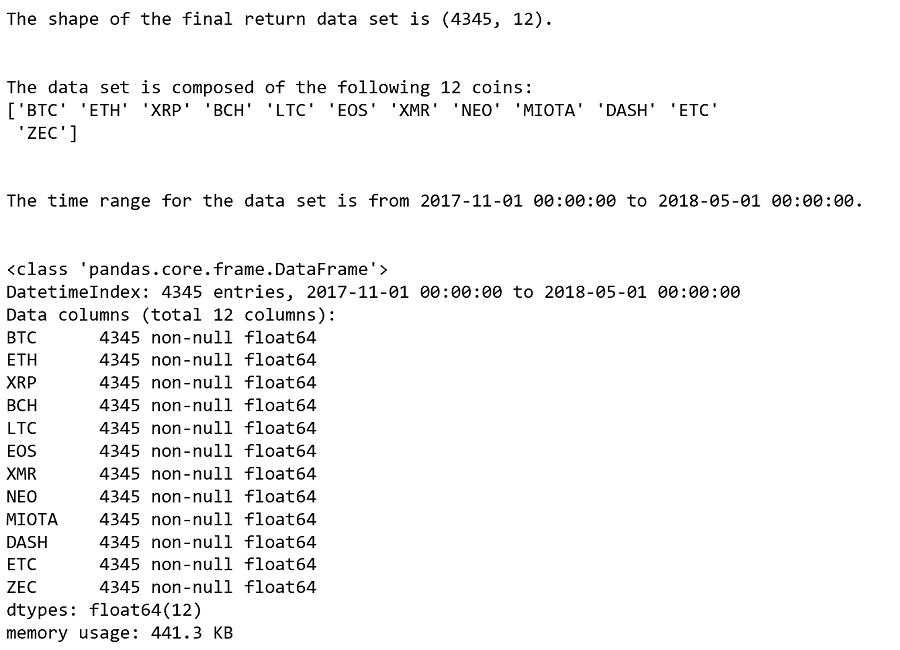 The shape of the final return data set is (4345, 12).
The data set is composed of the following 12 coins:
['BTC' 'ETH' 'XRP' 'BCH' 'LTC' 'EOS' 'XMR' 'NEO' 'MIOTA' 'DASH' 'ETC'
 'ZEC']
The time range for the data set is from 2017-11-01 00:00:00 to 2018-05-01 00:00:00.
<class 'pandas.core.frame.DataFrame'>
DatetimeIndex: 4345 entries, 2017-11-01 00:00:00 to 2018-05-01 00:00:00
Data columns (total 12 columns):
BTC      4345 non-null float64
ETH      4345 non-null float64
XRP      4345 non-null float64
BCH      4345 non-null float64
LTC      4345 non-null float64
EOS      4345 non-null float64
XMR      4345 non-null float64
NEO      4345 non-null float64
MIOTA    4345 non-null float64
DASH     4345 non-null float64
ETC      4345 non-null float64
ZEC      4345 non-null float64
dtypes: float64(12)
memory usage: 441.3 KB